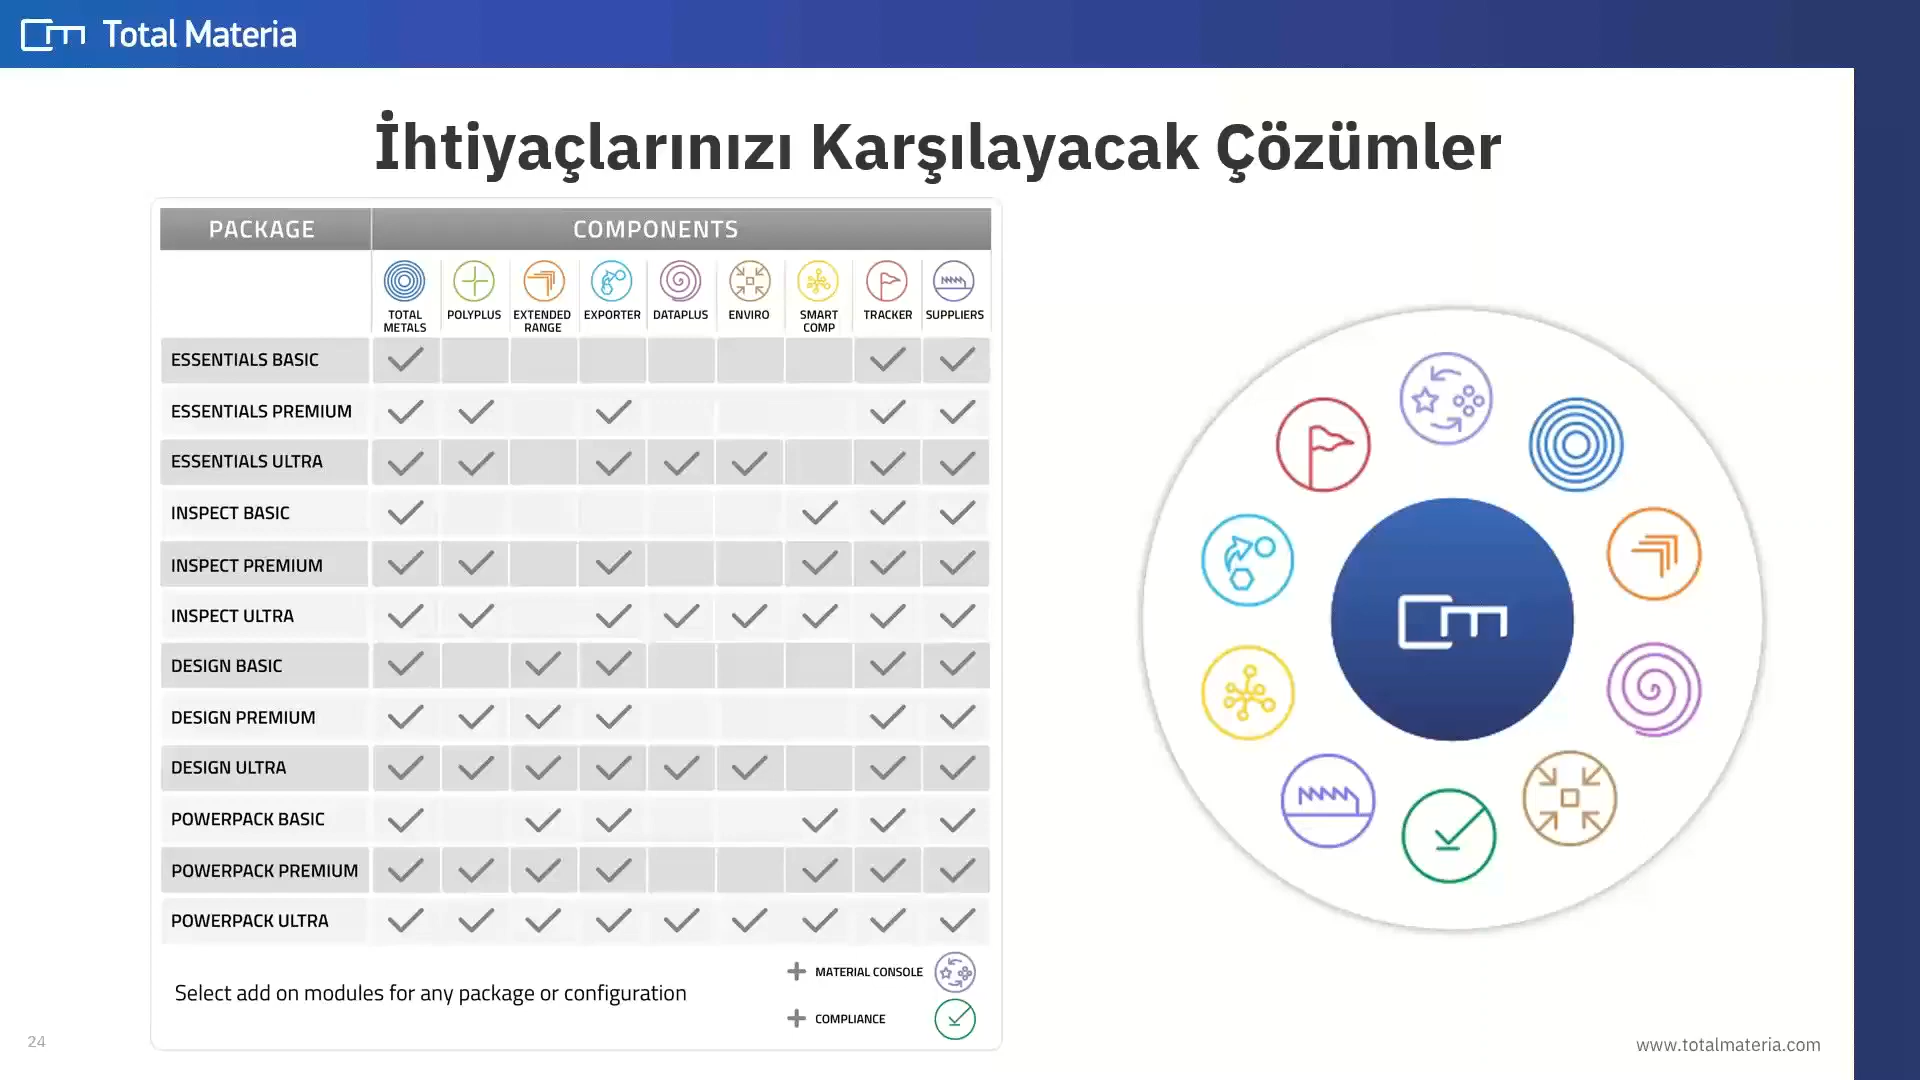 Total Materia
İhtiyaçlarınızı Karşılayacak Çözümler
PACKAGE COMPONENTS
TOTAL METALS POLYPLUS EXTENDED RANGE EXPORTER DATAPLUS ENVIRO SMART COMP TRACKER SUPPLIERS
ESSENTIALS BASIC
ESSENTIALS PREMIUM
ESSENTIALS ULTRA
INSPECT BASIC
INSPECT PREMIUM
INSPECT ULTRA
DESIGN BASIC
DESIGN PREMIUM
DESIGN ULTRA
POWERPACK BASIC
POWERPACK PREMIUM
POWERPACK ULTRA
Select add on modules for any package or configuration
+ MATERIAL CONSOLE
+ COMPLIANCE
24
www.totalmateria.com